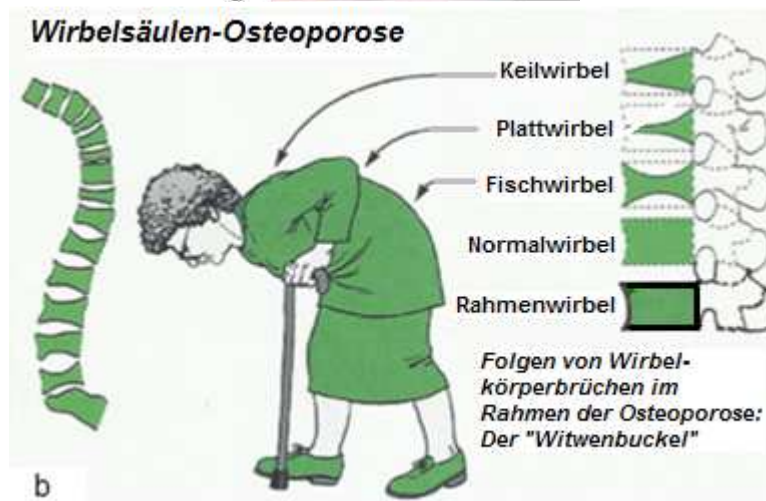 Wirbelsäulen-Osteoporose
Keilwirbel
Plattwirbel
Fischwirbel
Normalwirbel
Rahmenwirbel
Folgen von Wirbel-
körperbrüchen im
Rahmen der Osteoporose:
Der "Witwenbuckel"
b